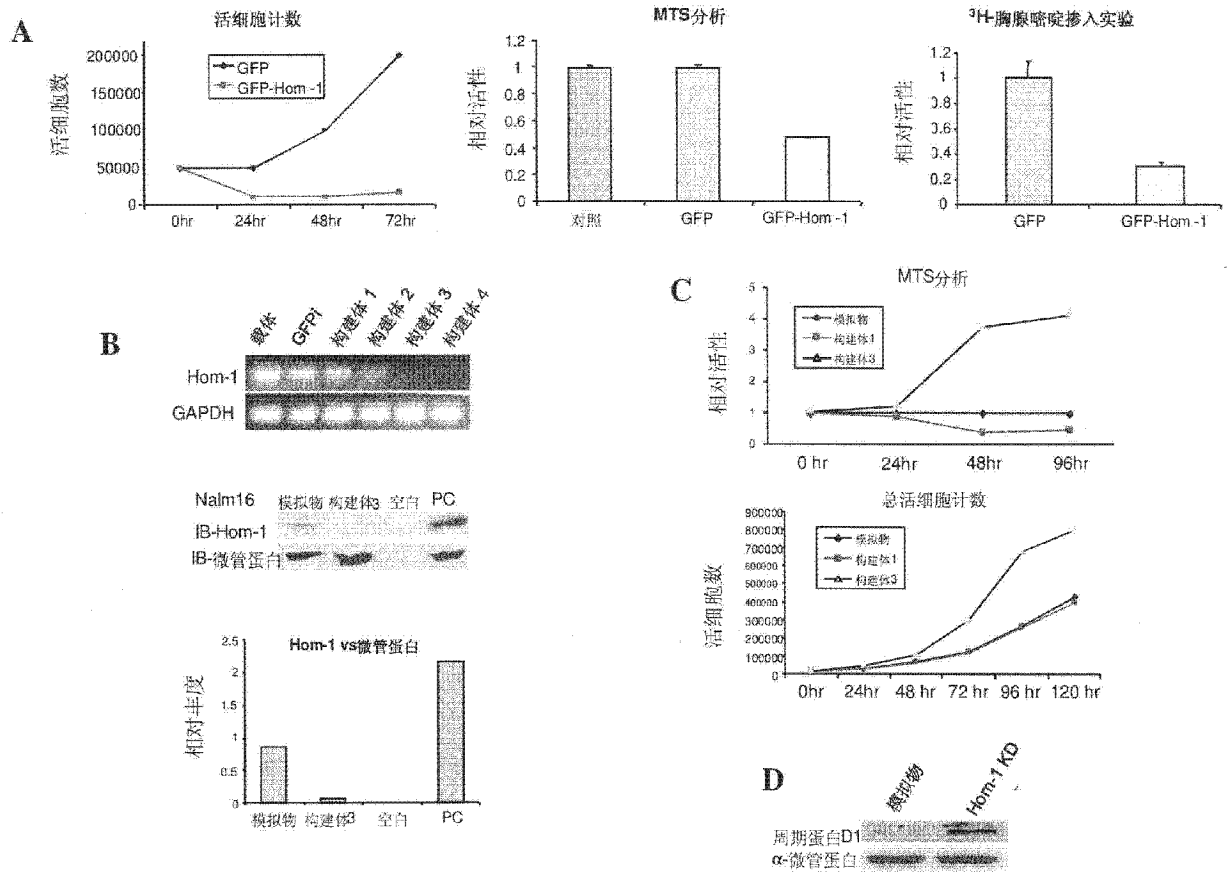 A
活细胞计数
活细胞数
200000
150000
100000
50000
0
GFP
GFP-Hom -1
0hr 24hr 48hr 72hr
MTS分析
相对活性
1.2
1
0.8
0.6
0.4
0.2
0
对照 GFP GFP-Hom -1
³H-胸腺嘧啶掺入实验
相对活性
1.2
1
0.8
0.6
0.4
0.2
0
GFP GFP-Hom -1
B
载体 GFPi 构建体 1 构建体 2 构建体 3 构建体 4
Hom-1
GAPDH
Nalm16 模拟物 构建体3 空白 PC
IB-Hom-1
IB-微管蛋白
Hom-1 vs微管蛋白
相对丰度
2.5
2
1.5
1
0.5
0
模拟物 构建体3 空白 PC
C
MTS分析
相对活性
5
4
3
2
1
0
模拟物
构建体1
构建体3
0 hr 24hr 48hr 96hr
总活细胞计数
活细胞数
900000
800000
700000
600000
500000
400000
300000
200000
100000
0
模拟物
构建体1
构建体3
0hr 24hr 48 hr 72 hr 96 hr 120 hr
D
模拟物 Hom-1 KD
周期蛋白D1
α-微管蛋白